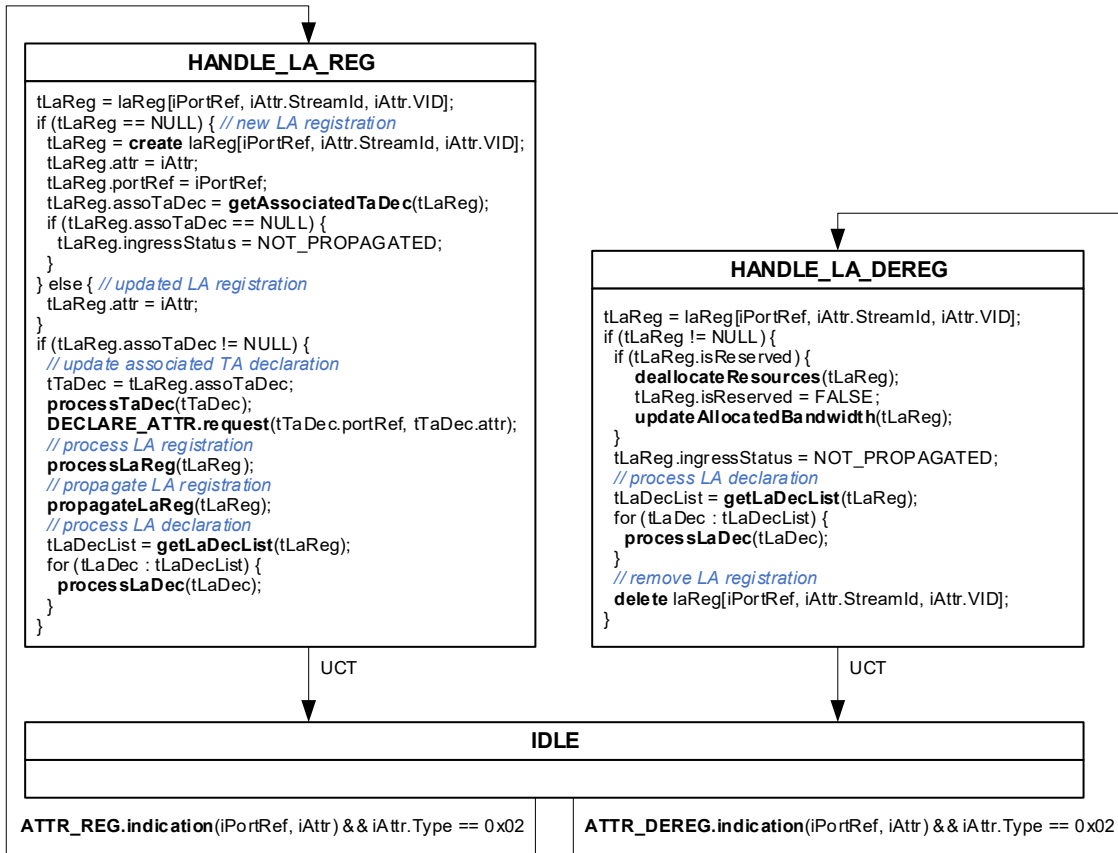 HANDLE_LA_REG
tLaReg = laReg[iPortRef, iAttr.StreamId, iAttr.VID];
if (tLaReg == NULL) { // new LA registration
tLaReg = create laReg[iPortRef, iAttr.StreamId, iAttr.VID];
tLaReg.attr = iAttr;
tLaReg.portRef = iPortRef;
tLaReg.assoTaDec = getAssociatedTaDec(tLaReg);
if (tLaReg.assoTaDec == NULL) {
tLaReg.ingressStatus = NOT_PROPAGATED;
}
} else { // updated LA registration
tLaReg.attr = iAttr;
}
if (tLaReg.assoTaDec != NULL) {
// update associated TA declaration
tTaDec = tLaReg.assoTaDec;
processTaDec(tTaDec);
DECLARE_ATTR.request(tTaDec.portRef, tTaDec.attr);
// process LA registration
processLaReg(tLaReg);
// propagate LA registration
propagateLaReg(tLaReg);
// process LA declaration
tLaDecList = getLaDecList(tLaReg);
for (tLaDec : tLaDecList) {
processLaDec(tLaDec);
}
}
UCT
HANDLE_LA_DEREG
tLaReg = laReg[iPortRef, iAttr.StreamId, iAttr.VID];
if (tLaReg != NULL) {
if (tLaReg.isReserved) {
deallocateResources(tLaReg);
tLaReg.isReserved = FALSE;
updateAllocatedBandwidth(tLaReg);
}
tLaReg.ingressStatus = NOT_PROPAGATED;
// process LA declaration
tLaDecList = getLaDecList(tLaReg);
for (tLaDec : tLaDecList) {
processLaDec(tLaDec);
}
// remove LA registration
delete laReg[iPortRef, iAttr.StreamId, iAttr.VID];
}
UCT
IDLE
ATTR_REG.indication(iPortRef, iAttr) && iAttr.Type == 0x02
ATTR_DEREG.indication(iPortRef, iAttr) && iAttr.Type == 0x02